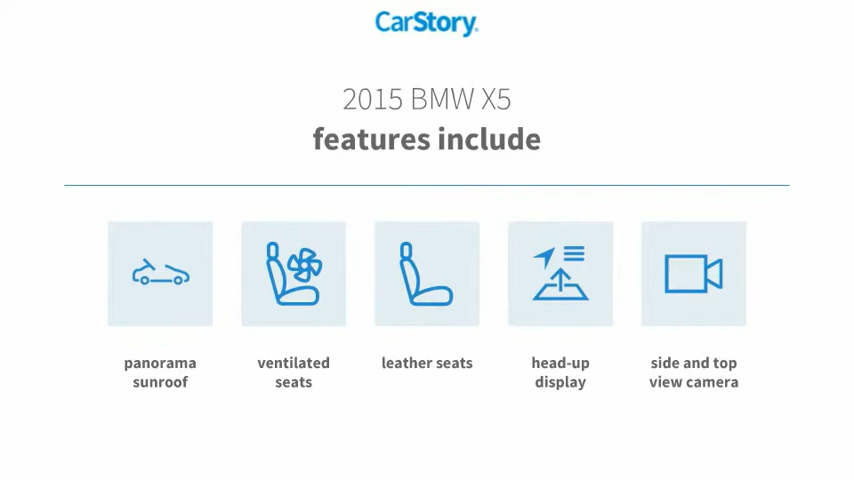 CarStory
2015 BMW X5
features include
panorama
sunroof
ventilated
seats
leather seats
head-up
display
side and top
view camera